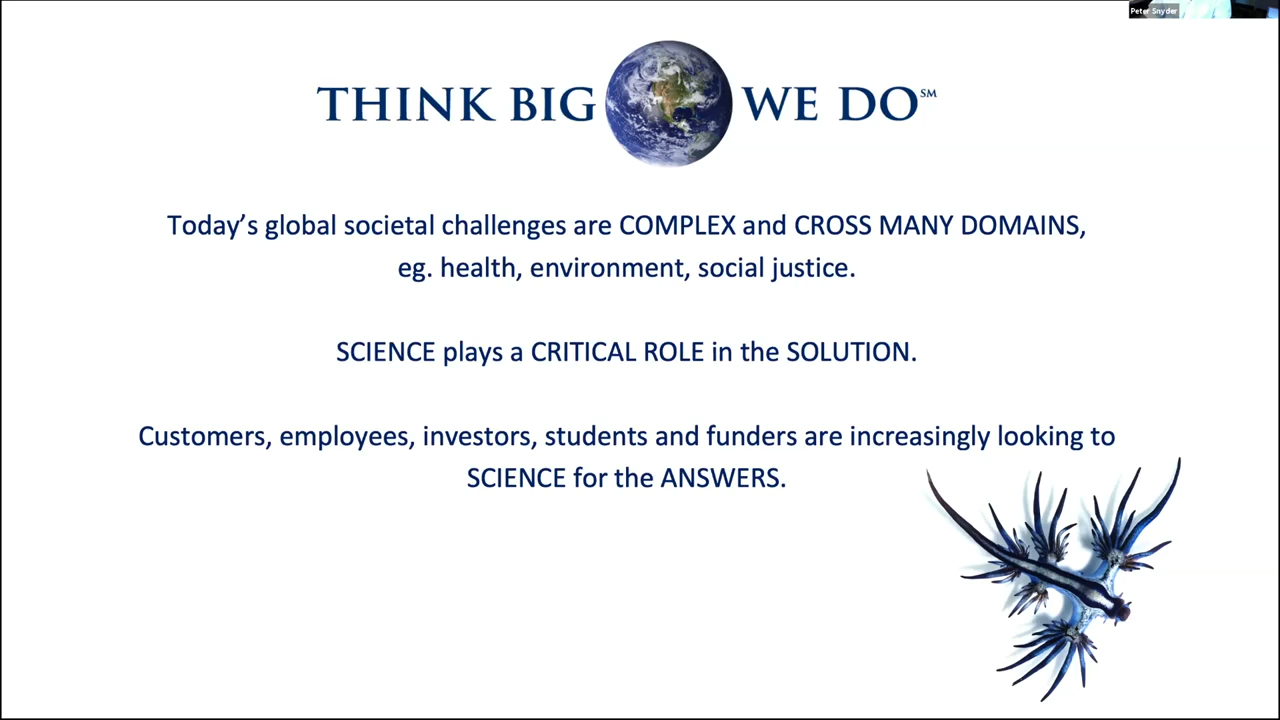 Peter Snyder
THINK BIG WE DO℠
Today’s global societal challenges are COMPLEX and CROSS MANY DOMAINS,
eg. health, environment, social justice.
SCIENCE plays a CRITICAL ROLE in the SOLUTION.
Customers, employees, investors, students and funders are increasingly looking to
SCIENCE for the ANSWERS.